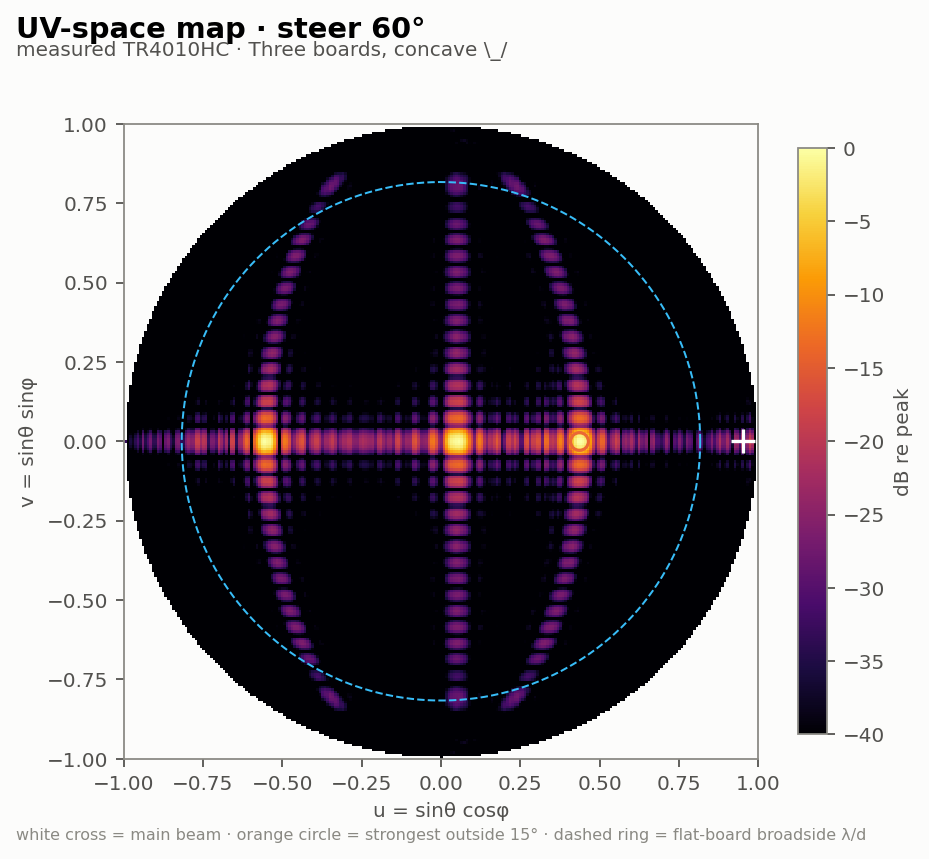 UV-space map · steer 60°
measured TR4010HC · Three boards, concave \_/
1.00
0.75
0.50
0.25
0.00
−0.25
−0.50
−0.75
−1.00
v = sinθ sinφ
−1.00 −0.75 −0.50 −0.25 0.00 0.25 0.50 0.75 1.00
u = sinθ cosφ
0
−5
−10
−15
−20
−25
−30
−35
−40
dB re peak
white cross = main beam · orange circle = strongest outside 15° · dashed ring = flat-board broadside λ/d